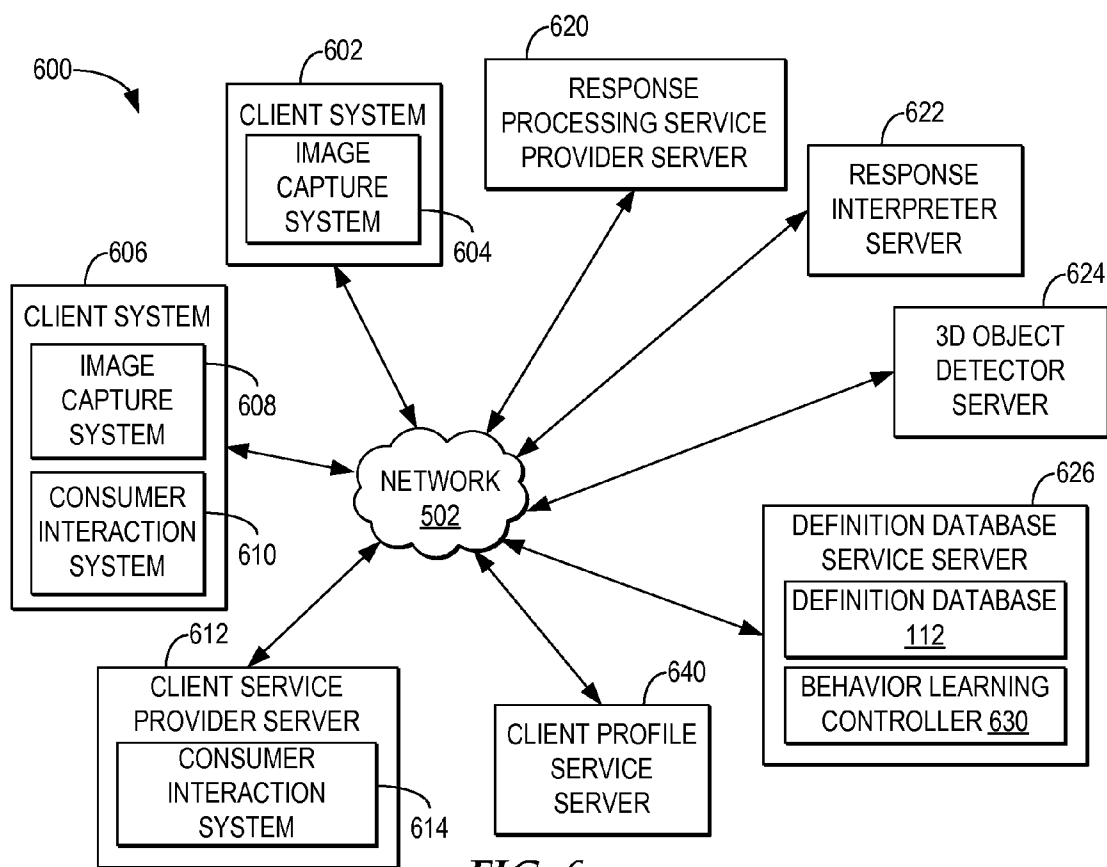 600
602
CLIENT SYSTEM
IMAGE
CAPTURE
SYSTEM
604
620
RESPONSE
PROCESSING SERVICE
PROVIDER SERVER
622
RESPONSE
INTERPRETER
SERVER
606
CLIENT SYSTEM
IMAGE
CAPTURE
SYSTEM
608
CONSUMER
INTERACTION
SYSTEM
610
624
3D OBJECT
DETECTOR
SERVER
NETWORK
502
626
DEFINITION DATABASE
SERVICE SERVER
DEFINITION DATABASE
112
BEHAVIOR LEARNING
CONTROLLER 630
612
CLIENT SERVICE
PROVIDER SERVER
CONSUMER
INTERACTION
SYSTEM
614
640
CLIENT PROFILE
SERVICE
SERVER